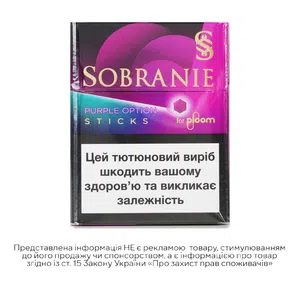 SS
SOBRANIE
PURPLE OPTION
STICKS
for ploom
Цей тютюновий виріб
шкодить вашому
здоров'ю та викликає
залежність
Представлена інформація НЕ є рекламою товару, стимулюванням
до його продажу чи спонсорством, а є інформацією про товар
згідно із ст. 15 Закону України «Про захист прав споживачів»